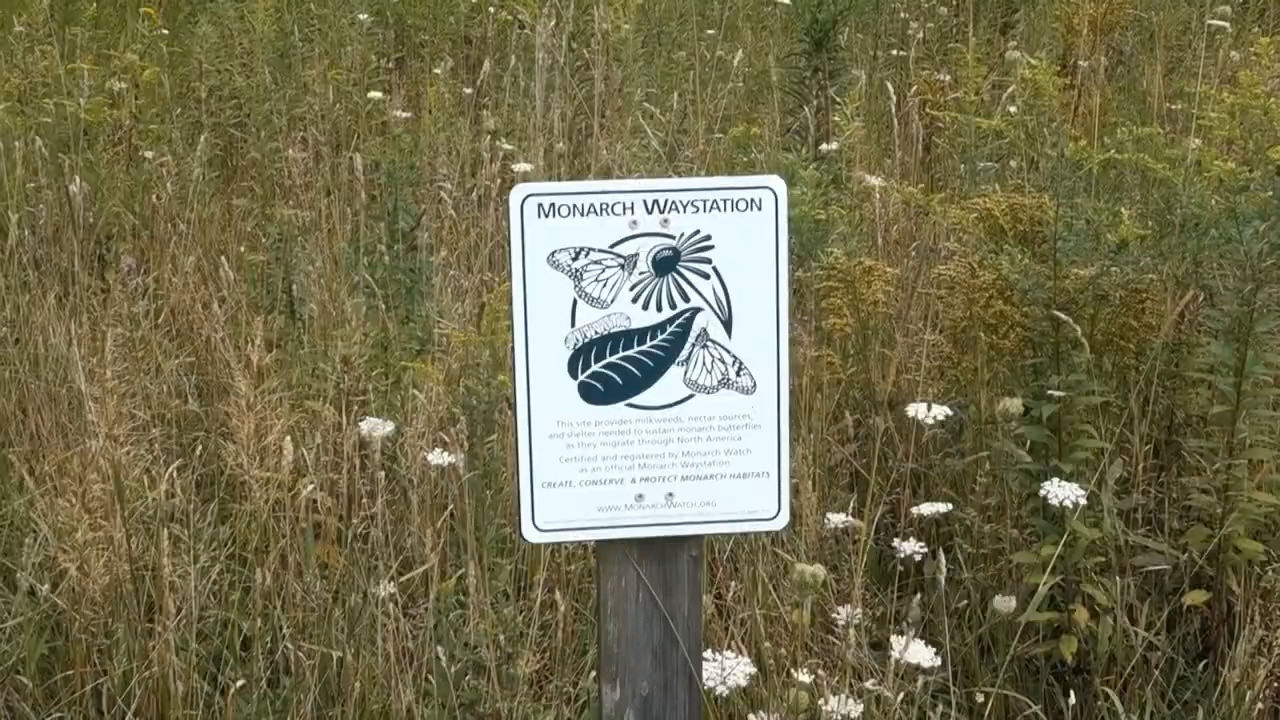 MONARCH WAYSTATION
This site provides milkweeds, nectar sources,
and shelter needed to sustain monarch butterflies
as they migrate through North America
Certified and registered by Monarch Watch
as an official Monarch Waystation
CREATE, CONSERVE & PROTECT MONARCH HABITATS
WWW.MONARCHWATCH.ORG